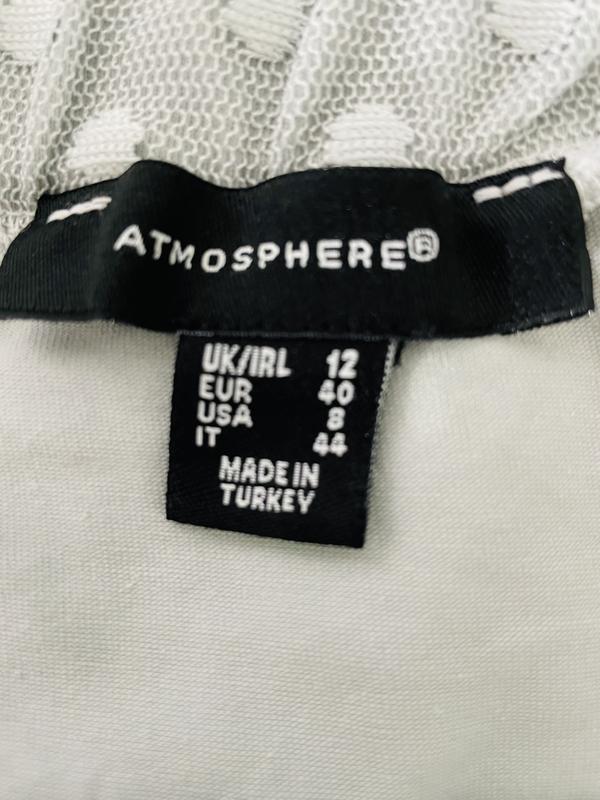 ATMOSPHERE®
UK/IRL 12
EUR 40
USA 8
IT 44
MADE IN
TURKEY